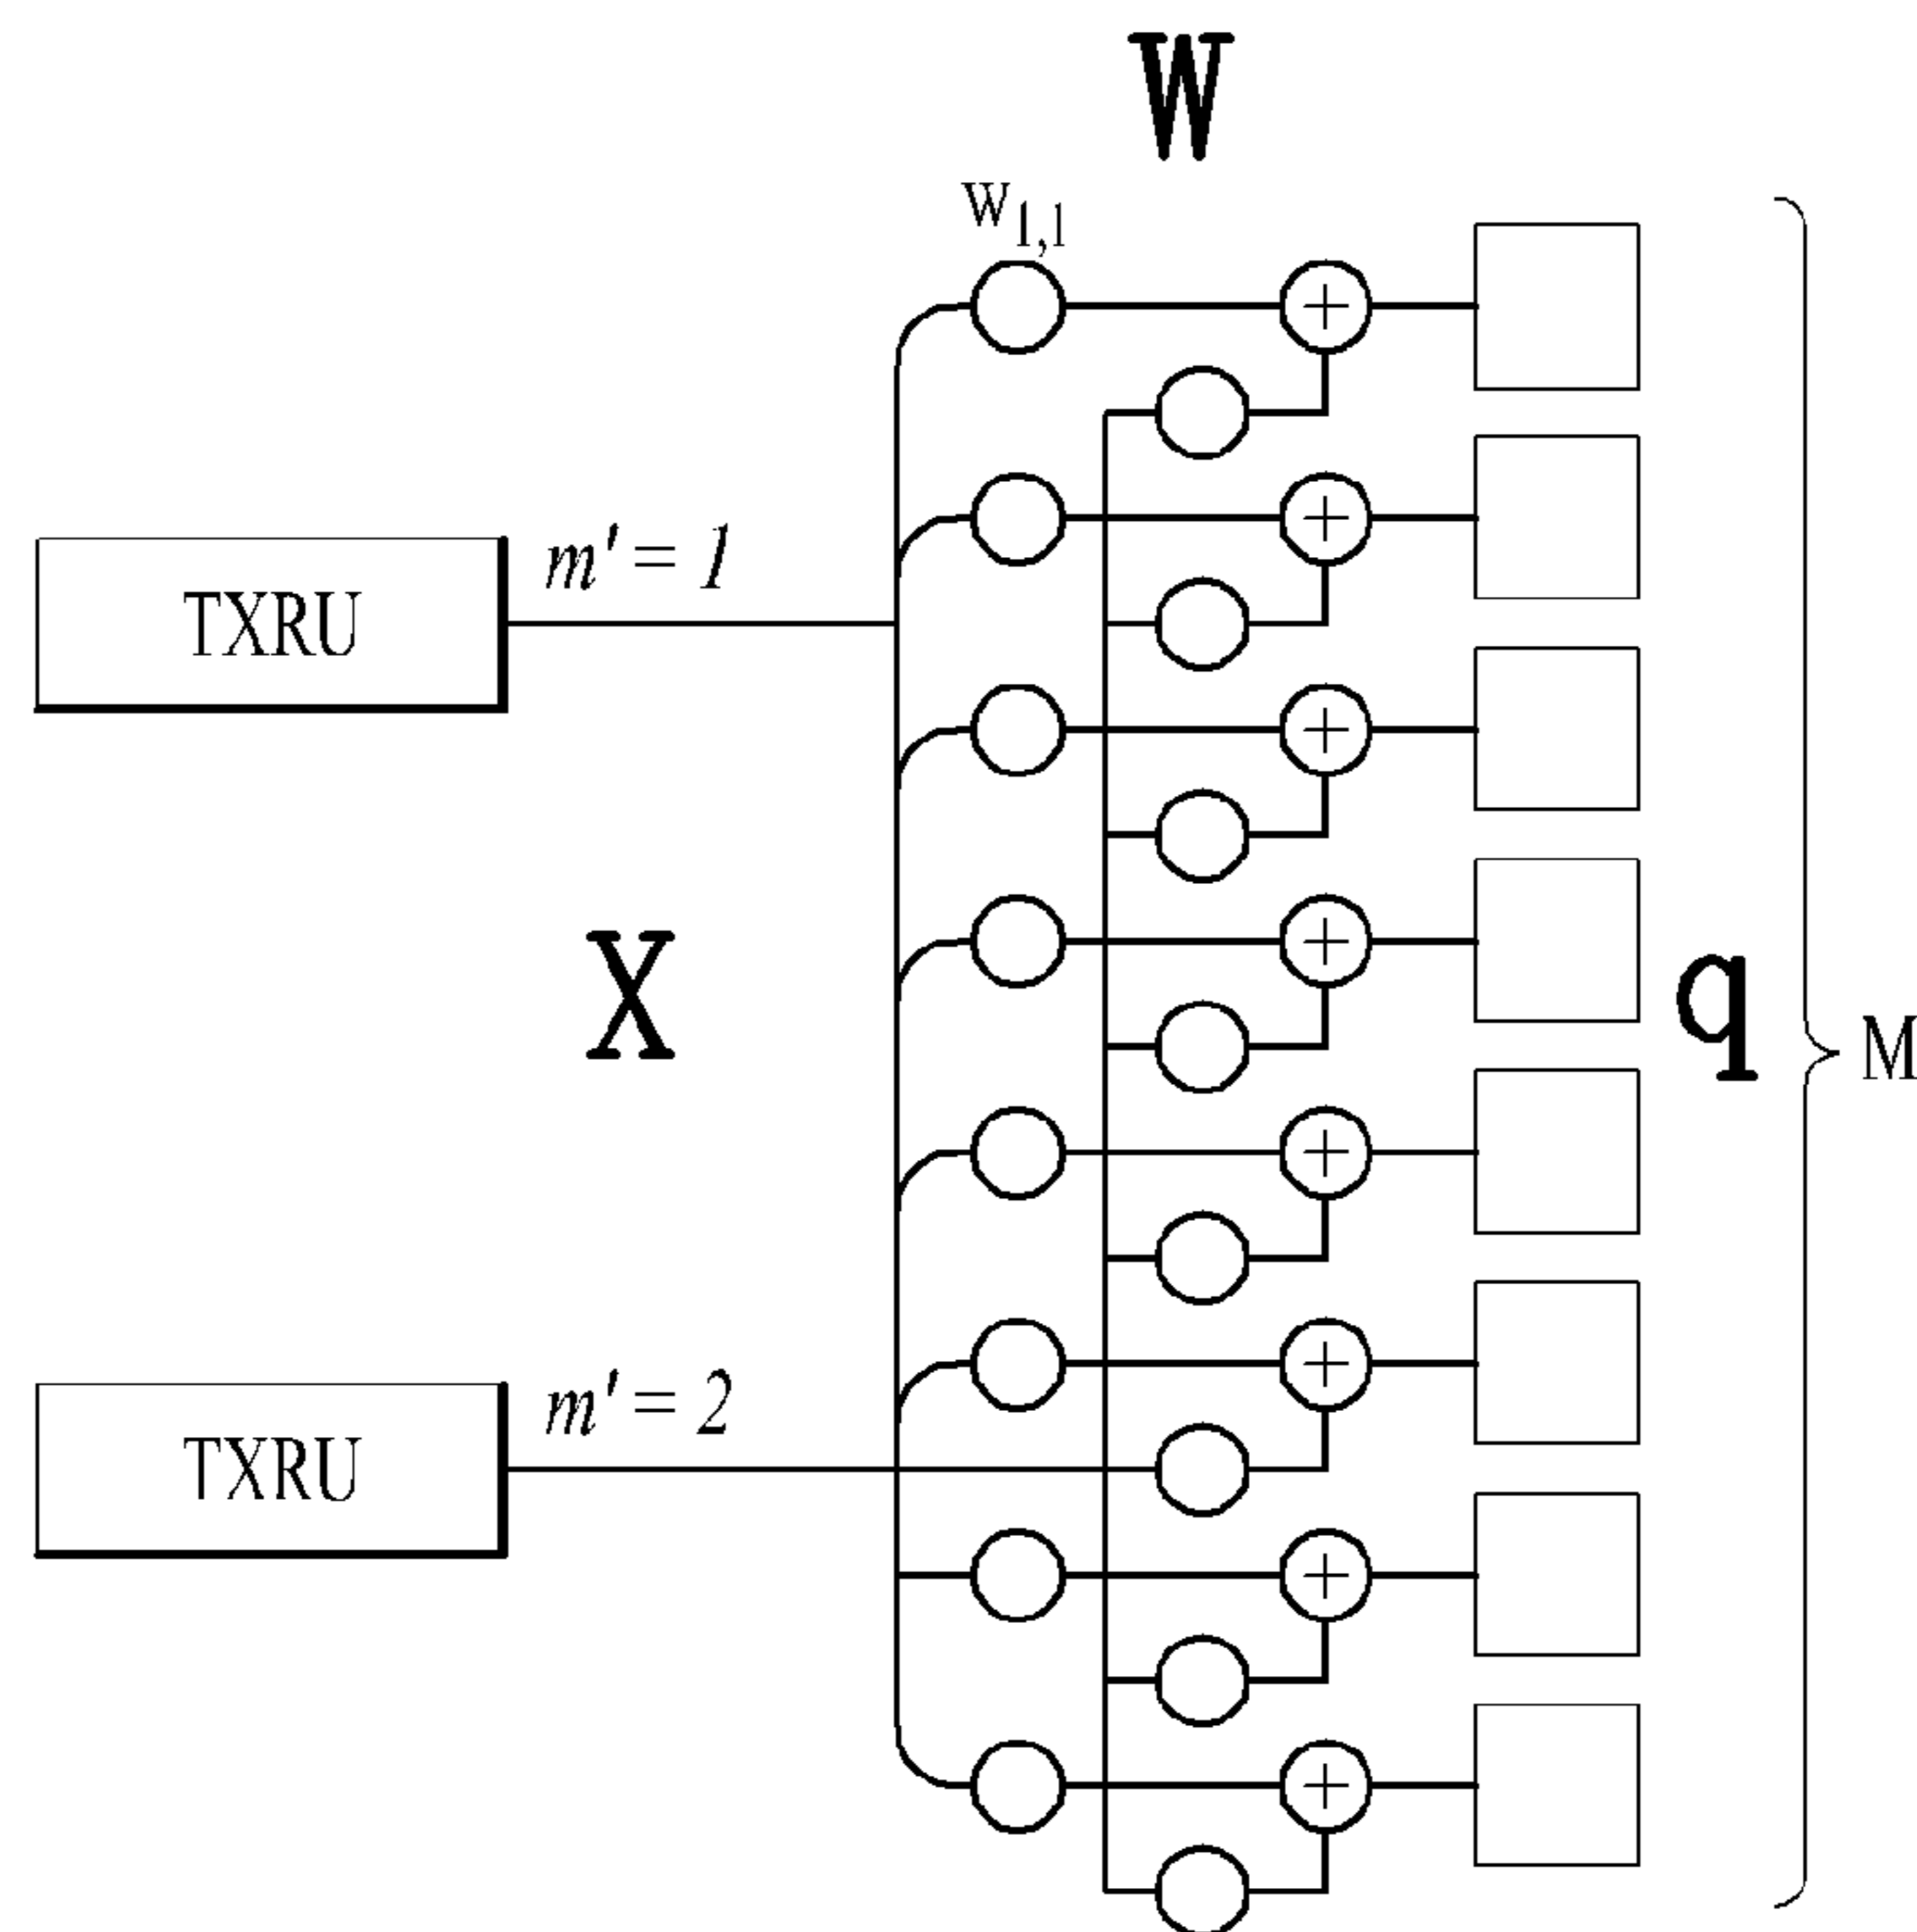 W
w1,1
m' = 1
TXRU
X
q
M
m' = 2
TXRU